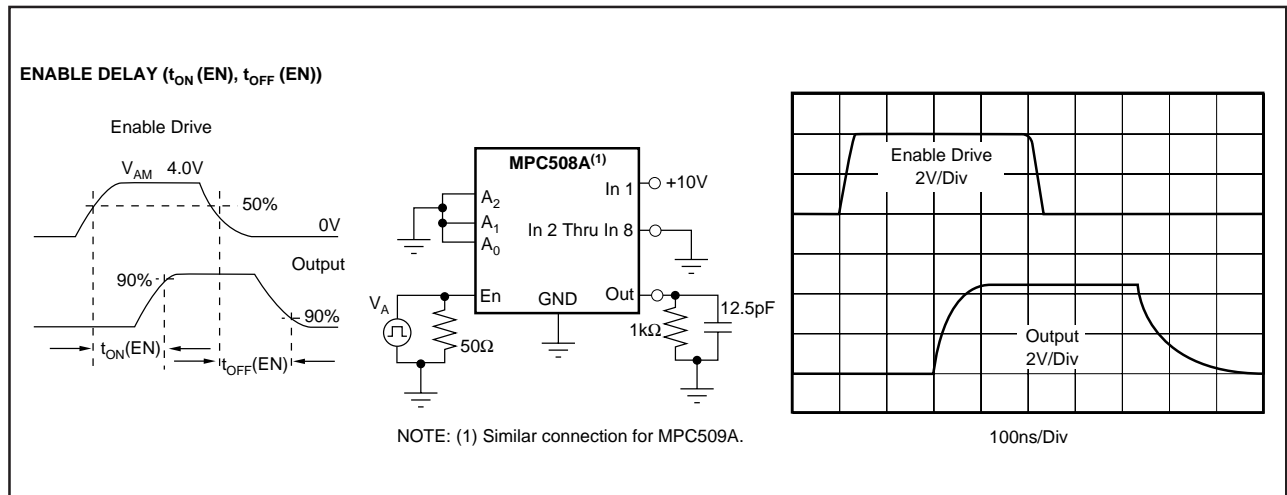 ENABLE DELAY (tON (EN), tOFF (EN))
Enable Drive
VAM 4.0V
50%
0V
Output
90%
90%
tON(EN)
tOFF(EN)
MPC508A(1)
In 1
+10V
A2
A1
A0
In 2 Thru In 8
En
GND
Out
VA
50Ω
1kΩ
12.5pF
NOTE: (1) Similar connection for MPC509A.
Enable Drive
2V/Div
Output
2V/Div
100ns/Div